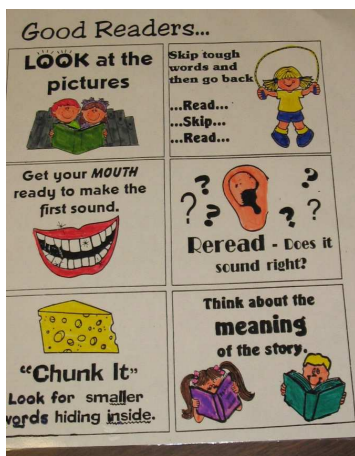 Good Readers...
LOOK at the
pictures
Skip tough
words and
then go back
...Read...
...Skip...
...Read...
Get your MOUTH
ready to make the
first sound.
? ? ? ? ? ?
Reread - Does it
sound right?
"Chunk It"
Look for smaller
words hiding inside.
Think about the
meaning
of the story.